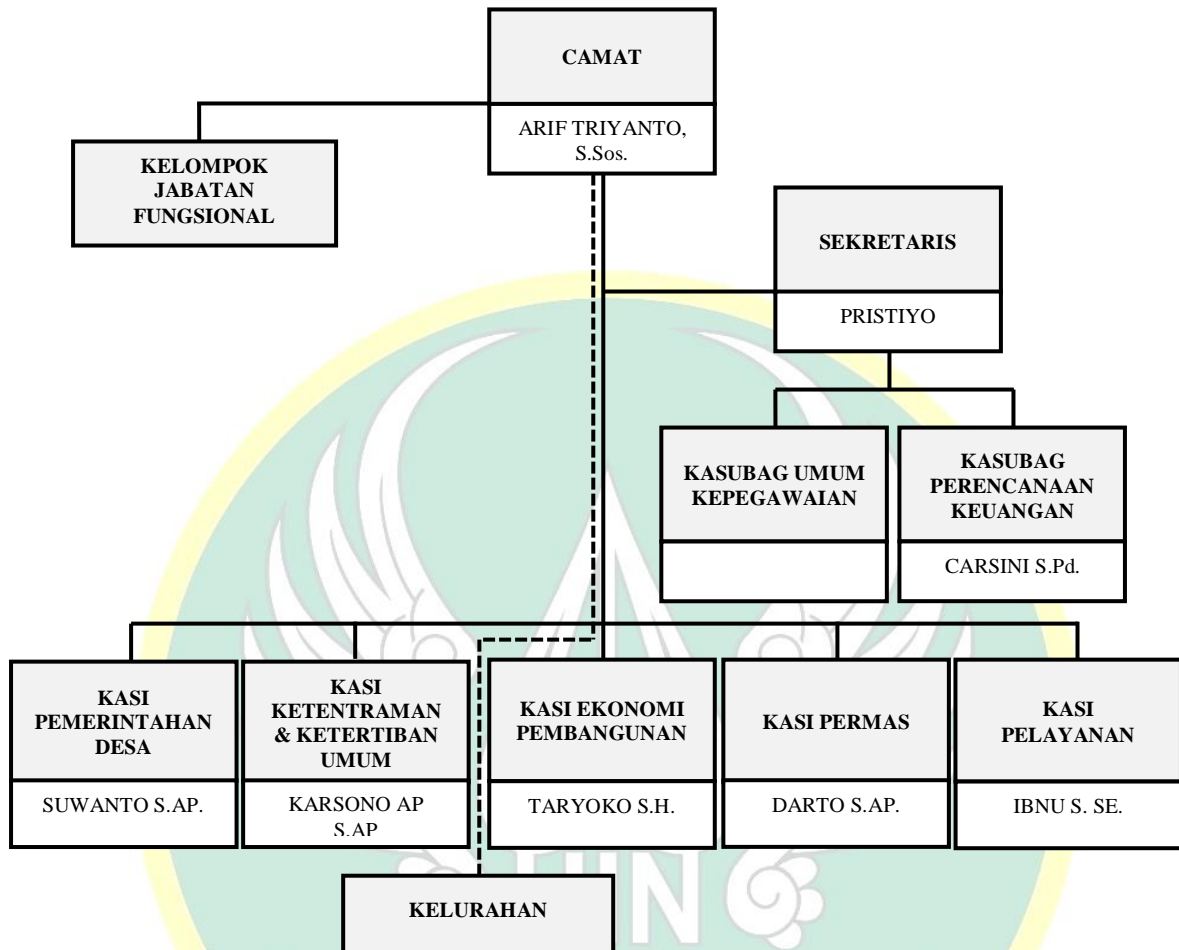 CAMAT
ARIF TRIYANTO,
S.Sos.
KELOMPOK
JABATAN
FUNGSIONAL
SEKRETARIS
PRISTIYO
KASUBAG UMUM
KEPEGAWAIAN
KASUBAG
PERENCANAAN
KEUANGAN
CARSINI S.Pd.
KASI
PEMERINTAHAN
DESA
SUWANTO S.AP.
KASI
KETENTRAMAN
& KETERTIBAN
UMUM
KARSONO AP
S.AP
KASI EKONOMI
PEMBANGUNAN
TARYOKO S.H.
KASI PERMAS
DARTO S.AP.
KASI
PELAYANAN
IBNU S. SE.
KELURAHAN